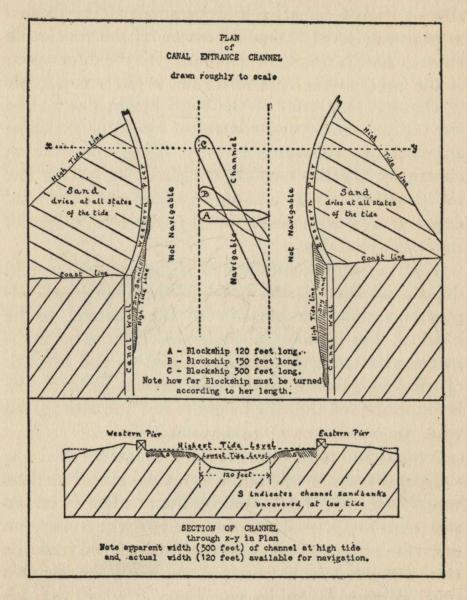 PLAN
of
CANAL ENTRANCE CHANNEL
drawn roughly to scale
x
y
High Tide Line
High Tide Line
C
Channel
Western Pier
Eastern Pier
Sand
dries at all states
of the tide
Sand
dries at all states
of the tide
B
A
Not Navigable
Navigable
Not Navigable
Coast line
Coast line
Dry Sand
High Tide Line
Canal Wall
Dry Sand
High Tide Line
Canal Wall
A - Blockship 120 feet long.
B - Blockship 150 feet long.
C - Blockship 300 feet long.
Note how far Blockship must be turned
according to her length.
Western Pier
Eastern Pier
Highest Tide Level
Lowest Tide Level
S
S
120 feet
S indicates channel sandbanks
uncovered at low tide
SECTION OF CHANNEL
through x-y in Plan
Note apparent width (300 feet) of channel at high tide
and actual width (120 feet) available for navigation.